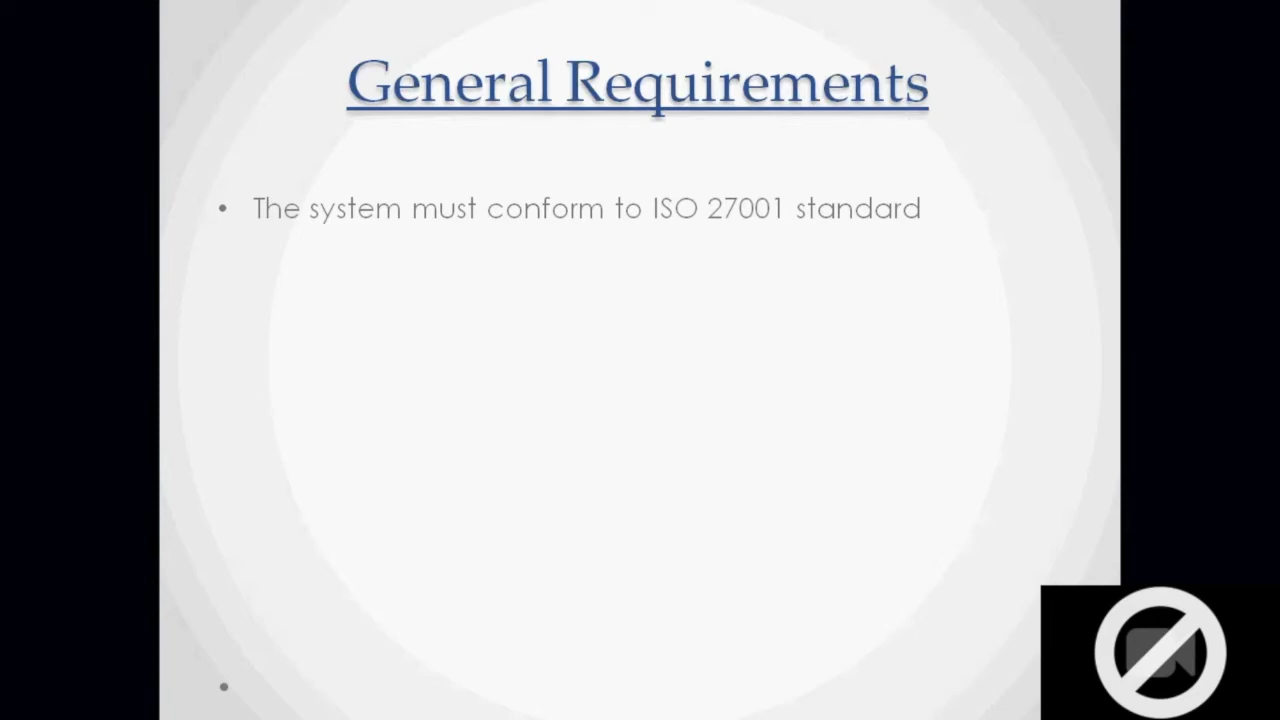 General Requirements
• The system must conform to ISO 27001 standard
•